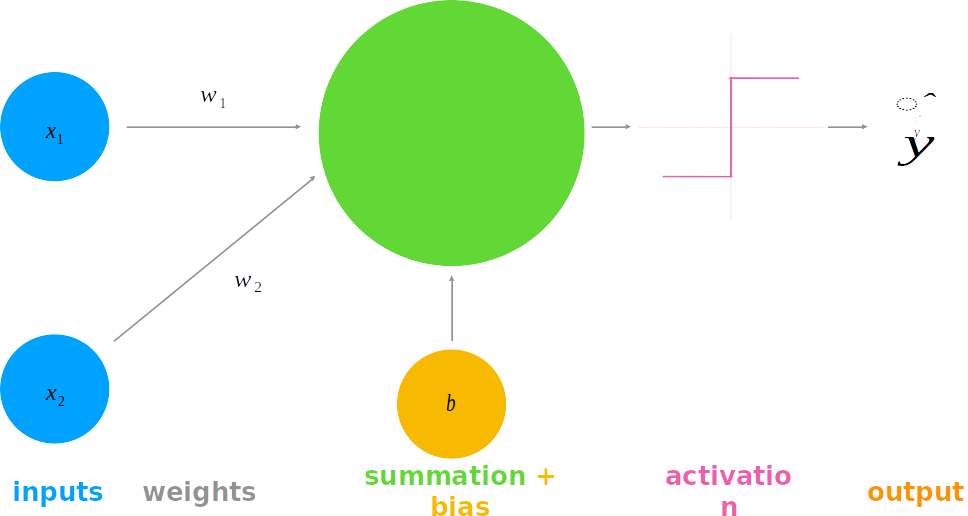 w₁
x₁
ŷ
w₂
x₂
b
inputs
weights
summation +
bias
activatio
n
output